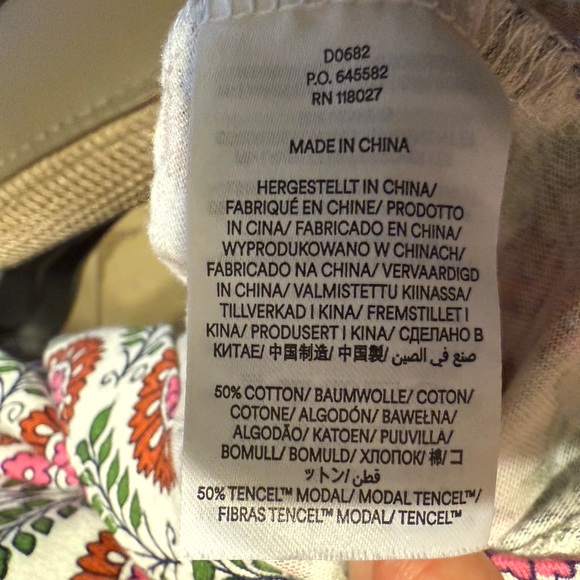 D0682
P.O. 645582
RN 118027
MADE IN CHINA
HERGESTELLT IN CHINA/
FABRIQUÉ EN CHINE/ PRODOTTO
IN CINA/ FABRICADO EN CHINA/
WYPRODUKOWANO W CHINACH/
FABRICADO NA CHINA/ VERVAARDIGD
IN CHINA/ VALMISTETTU KIINASSA/
TILLVERKAD I KINA/ FREMSTILLET I
KINA/ PRODUSERT I KINA/ СДЕЛАНО В
КИТАЕ/ 中国制造/ 中国製/ صنع في الصين
50% COTTON/ BAUMWOLLE/ COTON/
COTONE/ ALGODÓN/ BAWEŁNA/
ALGODÃO/ KATOEN/ PUUVILLA/
BOMULL/ BOMULD/ ХЛОПОК/ 棉/ コ
ットン/ قطن/
50% TENCEL™ MODAL/ MODAL TENCEL™/
FIBRAS TENCEL™ MODAL/ TENCEL™